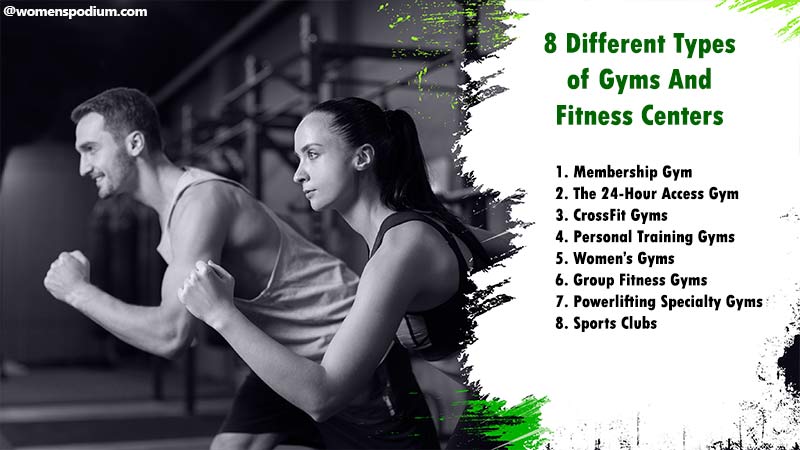 @womenspodium.com
8 Different Types
of Gyms And
Fitness Centers
1. Membership Gym
2. The 24-Hour Access Gym
3. CrossFit Gyms
4. Personal Training Gyms
5. Women's Gyms
6. Group Fitness Gyms
7. Powerlifting Specialty Gyms
8. Sports Clubs